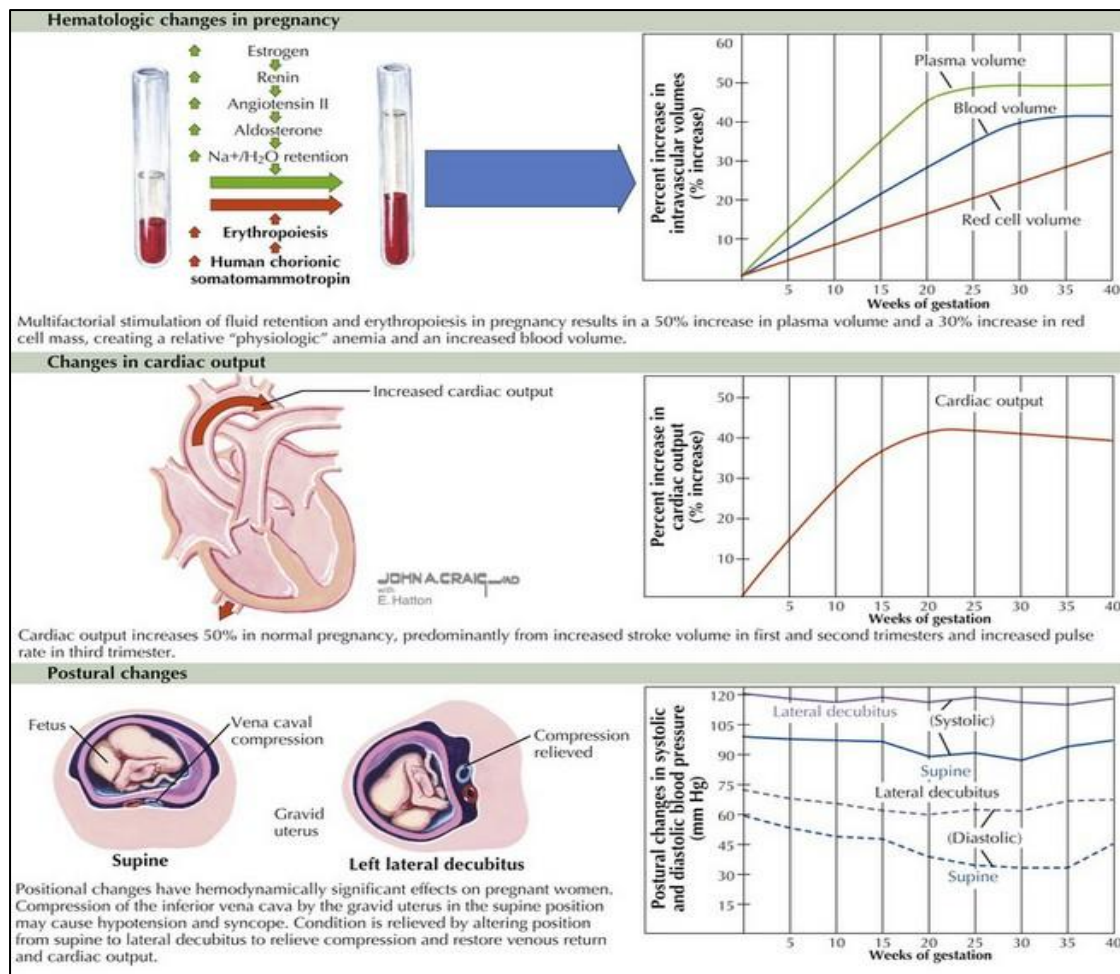 Hematologic changes in pregnancy
Estrogen
Renin
Angiotensin II
Aldosterone
Na+/H₂O retention
Erythropoiesis
Human chorionic
somatomammotropin
Percent increase in
intravascular volumes
(% increase)
60
50
40
30
20
10
Plasma volume
Blood volume
Red cell volume
5 10 15 20 25 30 35 40
Weeks of gestation
Multifactorial stimulation of fluid retention and erythropoiesis in pregnancy results in a 50% increase in plasma volume and a 30% increase in red
cell mass, creating a relative “physiologic” anemia and an increased blood volume.
Changes in cardiac output
Increased cardiac output
JOHN A. CRAIG MD
with
E. Hatton
Percent increase in
cardiac output
(% increase)
50
40
30
20
10
Cardiac output
5 10 15 20 25 30 35 40
Weeks of gestation
Cardiac output increases 50% in normal pregnancy, predominantly from increased stroke volume in first and second trimesters and increased pulse
rate in third trimester.
Postural changes
Fetus
Vena caval
compression
Supine
Gravid
uterus
Compression
relieved
Left lateral decubitus
Positional changes have hemodynamically significant effects on pregnant women.
Compression of the inferior vena cava by the gravid uterus in the supine position
may cause hypotension and syncope. Condition is relieved by altering position
from supine to lateral decubitus to relieve compression and restore venous return
and cardiac output.
Postural changes in systolic
and diastolic blood pressure
(mm Hg)
120
105
90
75
60
45
30
15
Lateral decubitus
(Systolic)
Supine
Lateral decubitus
(Diastolic)
Supine
5 10 15 20 25 30 35 40
Weeks of gestation